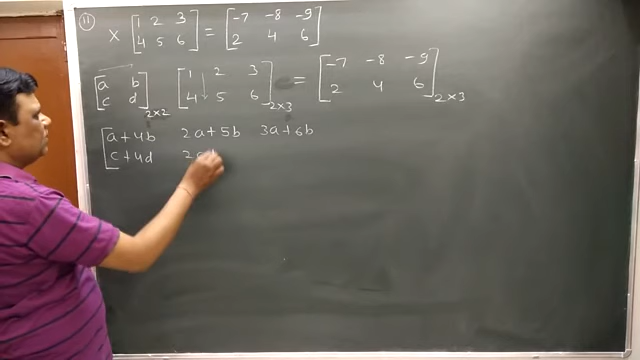 11
X [1 2 3] = [-7 -8 -9]
[4 5 6] [2 4 6]
[a b] [1 2 3] = [-7 -8 -9]
[c d] 2×2 [4 5 6] 2×3 [2 4 6] 2×3
[a+4b 2a+5b 3a+6b
[c+4d 2c